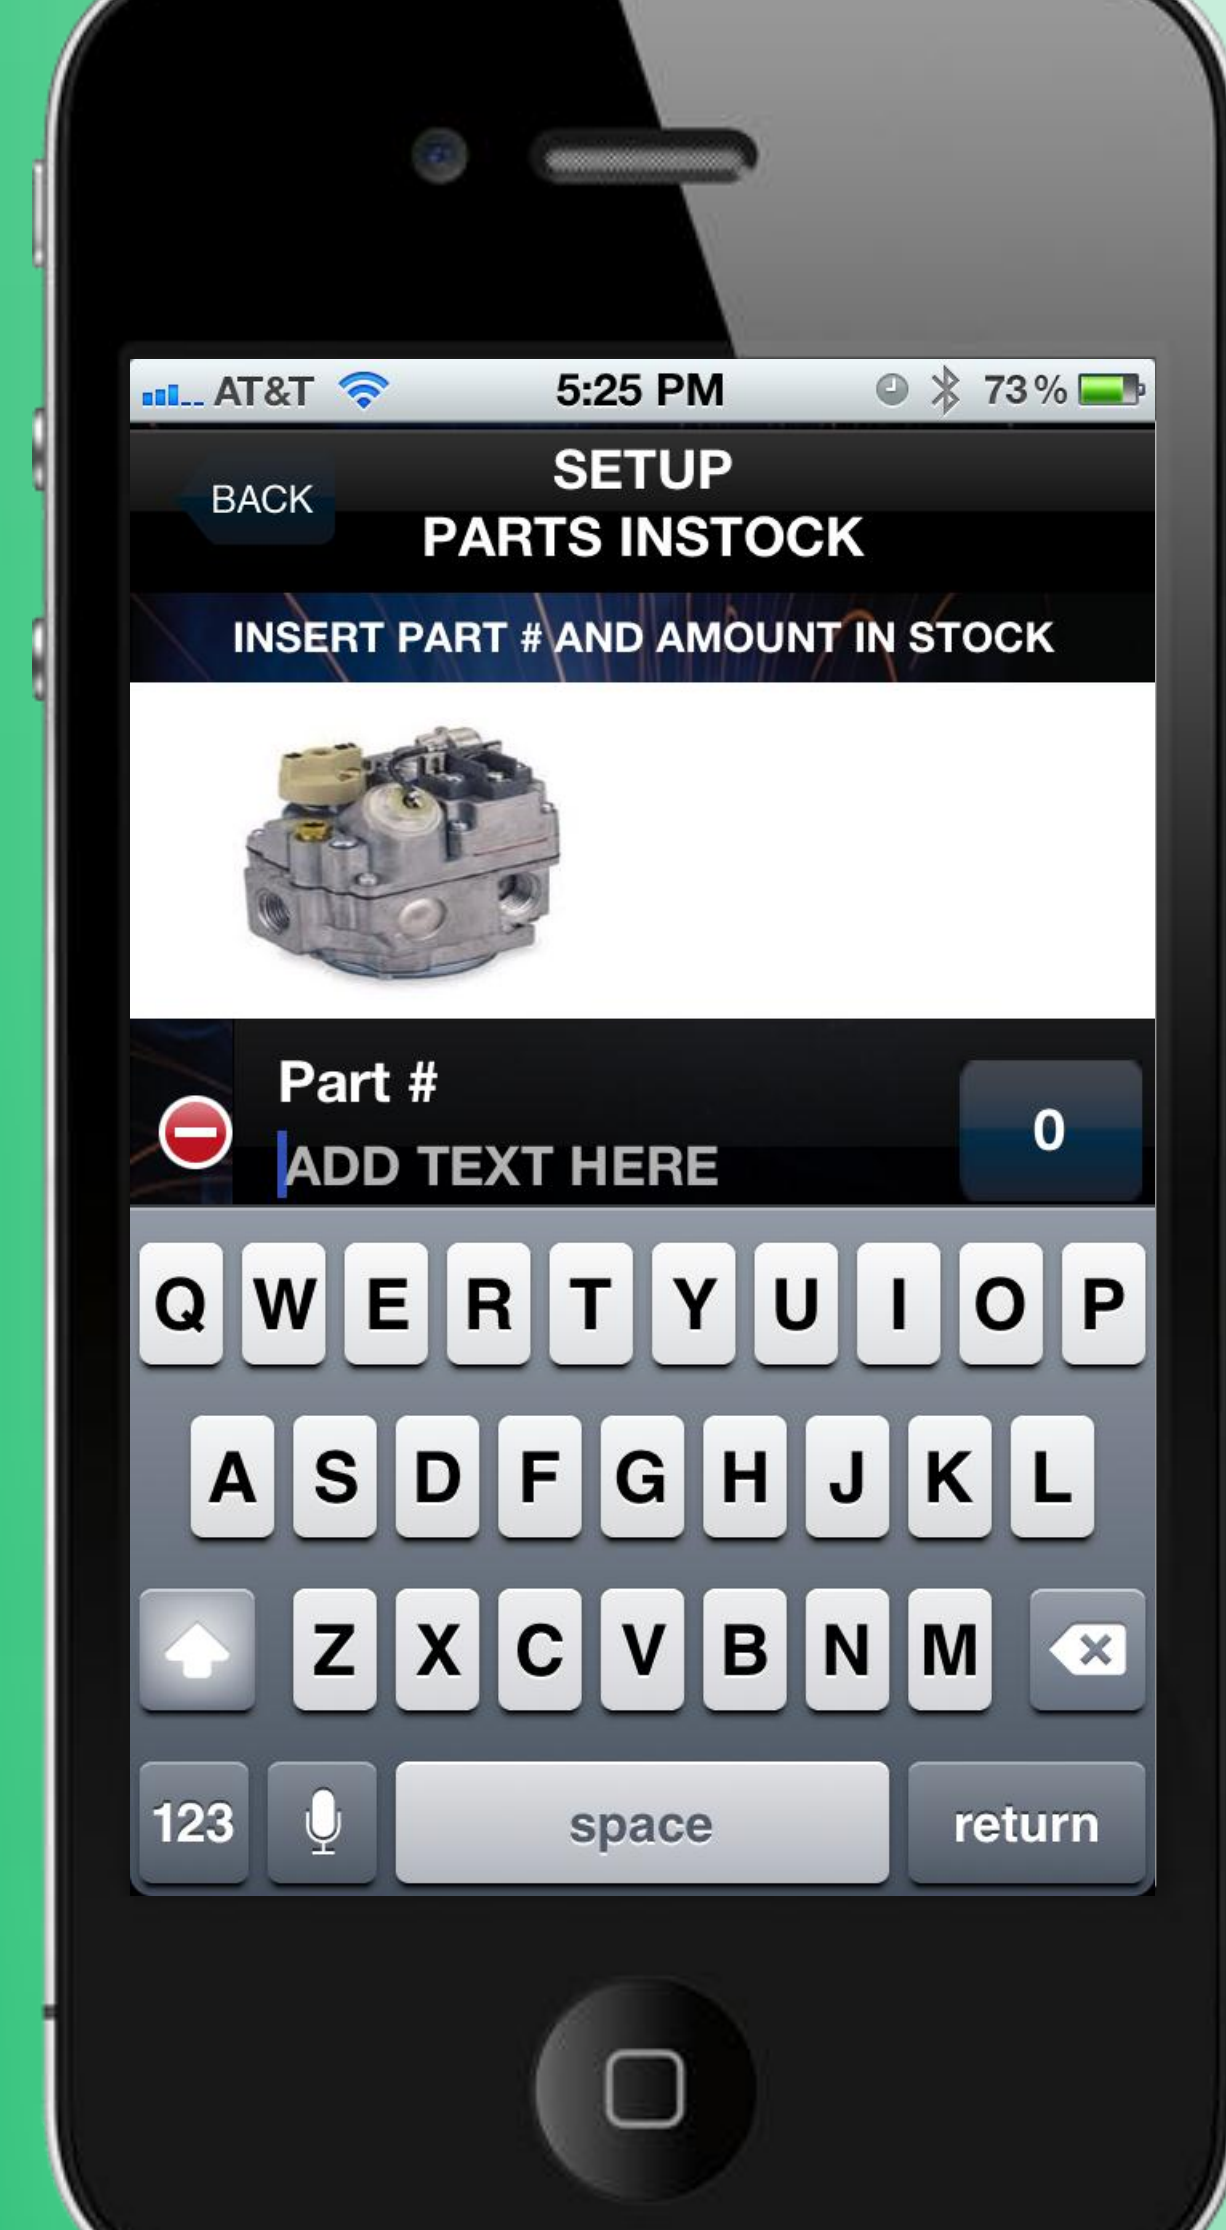 AT&T 5:25 PM 73%
BACK
SETUP
PARTS INSTOCK
INSERT PART # AND AMOUNT IN STOCK
Part #
ADD TEXT HERE
0
Q W E R T Y U I O P
A S D F G H J K L
Z X C V B N M
123 space return